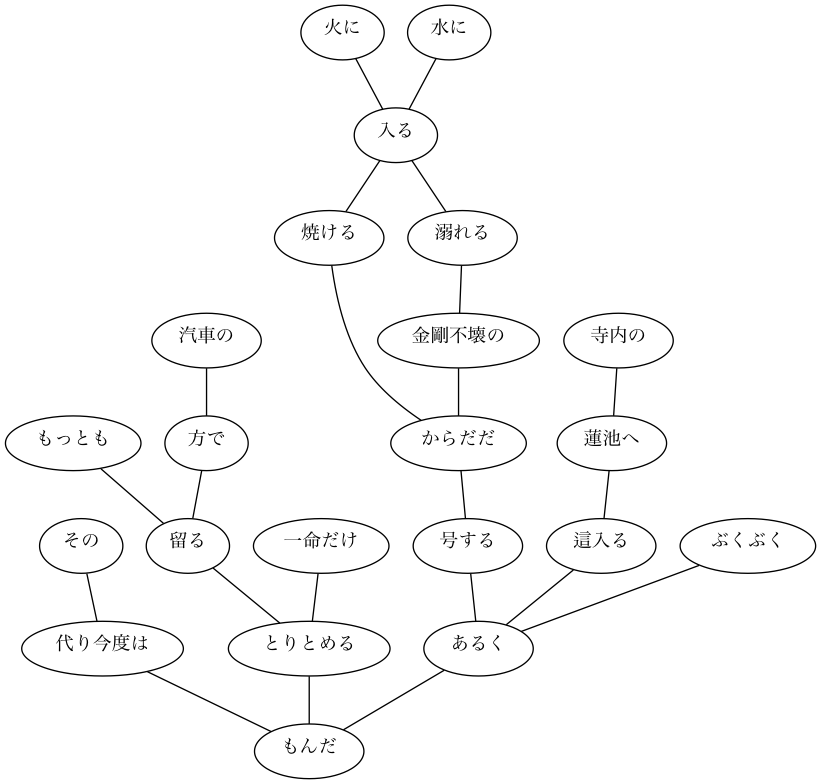 火に 水に
入る
焼ける 溺れる
汽車の 金剛不壊の 寺内の
もっとも 方で からだだ 蓮池へ
その 留る 一命だけ 号する 這入る ぶくぶく
代り今度は とりとめる あるく
もんだ